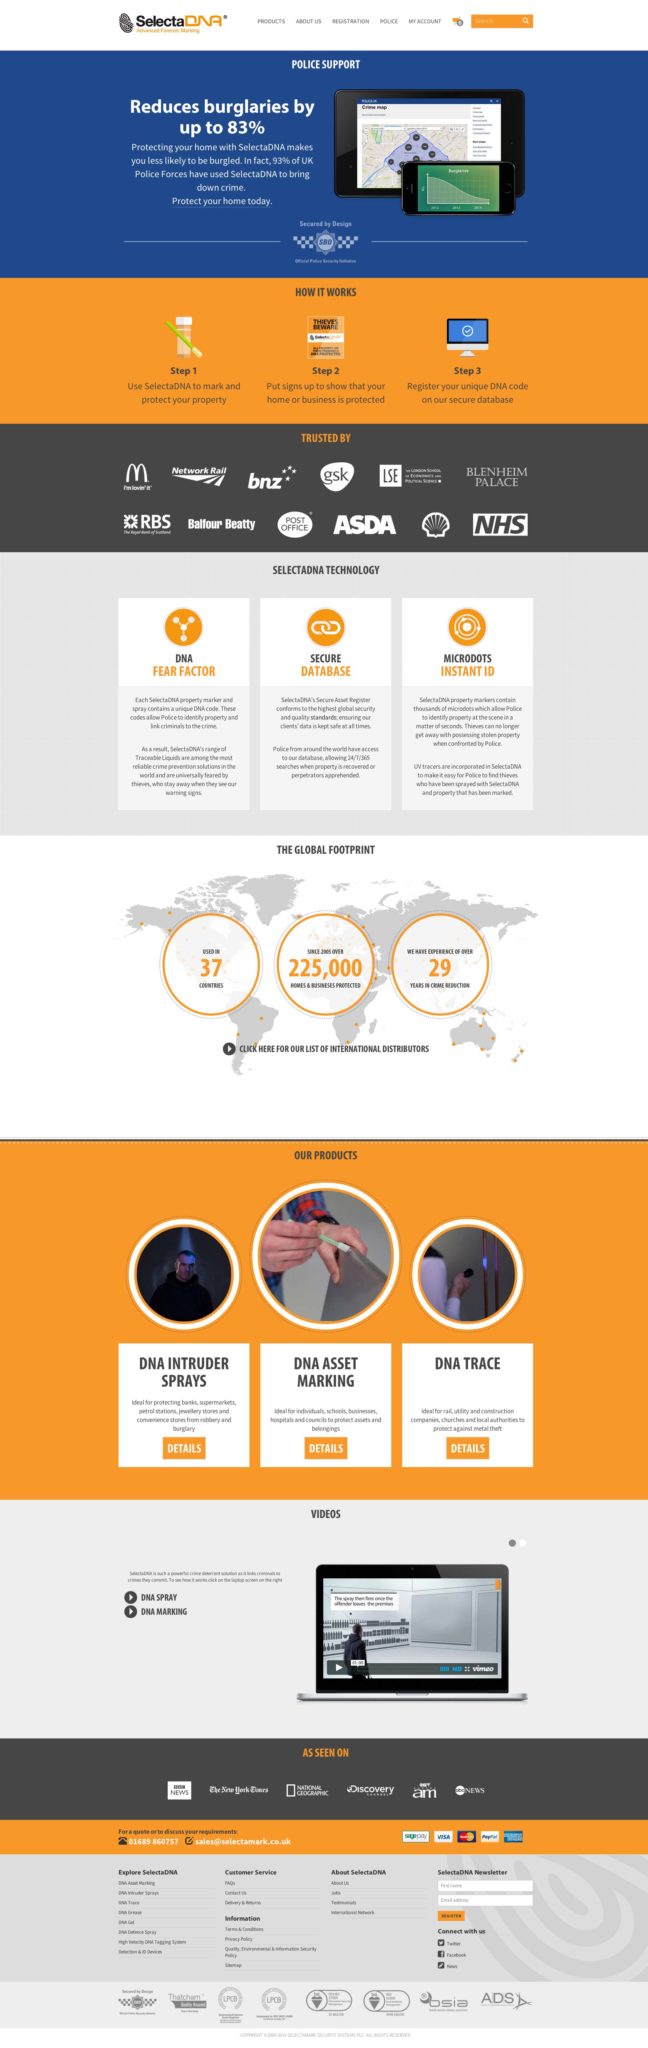 SelectaDNA®
Advanced Forensic Marking
PRODUCTS ABOUT US REGISTRATION POLICE MY ACCOUNT
Search
POLICE SUPPORT
Reduces burglaries by
up to 83%
Protecting your home with SelectaDNA makes
you less likely to be burgled. In fact, 93% of UK
Police Forces have used SelectaDNA to bring
down crime.
Protect your home today.
Crime map
Burglaries
Secured by Design
SBD
Official Police Security Initiative
HOW IT WORKS
THIEVES
BEWARE
Step 1
Use SelectaDNA to mark and
protect your property
Step 2
Put signs up to show that your
home or business is protected
Step 3
Register your unique DNA code
on our secure database
TRUSTED BY
i'm lovin' it
Network Rail
bnz
gsk
LSE THE LONDON SCHOOL
OF ECONOMICS AND
POLITICAL SCIENCE
BLENHEIM
PALACE
RBS
The Royal Bank of Scotland
Balfour Beatty
POST
OFFICE
ASDA
NHS
SELECTADNA TECHNOLOGY
DNA
FEAR FACTOR
Each SelectaDNA property marker and
spray contains a unique DNA code. These
codes allow Police to identify property and
link criminals to the crime.
As a result, SelectaDNA's range of
Traceable Liquids are among the most
reliable crime prevention solutions in the
world and are universally feared by
thieves, who stay away when they see our
warning signs.
SECURE
DATABASE
SelectaDNA's Secure Asset Register
conforms to the highest global security
and quality standards, ensuring our
clients' data is kept safe at all times.
Police from around the world have access
to our database, allowing 24/7/365
searches when property is recovered or
perpetrators apprehended.
MICRODOTS
INSTANT ID
SelectaDNA property markers contain
thousands of microdots which allow Police
to identify property at the scene in a
matter of seconds. Thieves can no longer
get away with possessing stolen property
when confronted by Police.
UV tracers are incorporated in SelectaDNA
to make it easy for Police to find thieves
who have been sprayed with SelectaDNA
and property that has been marked.
THE GLOBAL FOOTPRINT
USED IN
37
COUNTRIES
SINCE 2005 OVER
225,000
HOMES & BUSINESES PROTECTED
WE HAVE EXPERIENCE OF OVER
29
YEARS IN CRIME REDUCTION
CLICK HERE FOR OUR LIST OF INTERNATIONAL DISTRIBUTORS
OUR PRODUCTS
DNA INTRUDER
SPRAYS
Ideal for protecting banks, supermarkets,
petrol stations, jewellery stores and
convenience stores from robbery and
burglary
DETAILS
DNA ASSET
MARKING
Ideal for individuals, schools, businesses,
hospitals and councils to protect assets and
belongings
DETAILS
DNA TRACE
Ideal for rail, utility and construction
companies, churches and local authorities to
protect against metal theft
DETAILS
VIDEOS
SelectaDNA is such a powerful crime deterrent solution as it links criminals to
crimes they commit. To see how it works click on the laptop screen on the right
DNA SPRAY
DNA MARKING
The spray then fires once the
offender leaves the premises
HD vimeo
AS SEEN ON
BBC
NEWS
The New York Times
NATIONAL
GEOGRAPHIC
Discovery
CHANNEL
am
abc NEWS
For a quote or to discuss your requirements:
01689 860757 sales@selectamark.co.uk
sage pay VISA MasterCard PayPal
Explore SelectaDNA
DNA Asset Marking
DNA Intruder Sprays
DNA Trace
DNA Grease
DNA Gel
DNA Defence Spray
High Velocity DNA Tagging System
Detection & ID Devices
Customer Service
FAQs
Contact Us
Delivery & Returns
Information
Terms & Conditions
Privacy Policy
Quality, Environmental & Information Security
Policy
Sitemap
About SelectaDNA
About Us
Jobs
Testimonials
International Network
SelectaDNA Newsletter
First name
Email address
REGISTER
Connect with us
Twitter
Facebook
News
Secured by Design
Official Police Security Initiative
Thatcham
LPCB
LPCB
bsia
ADS
COPYRIGHT © 2004-2014 SELECTAMARK SECURITY SYSTEMS PLC. ALL RIGHTS RESERVED.